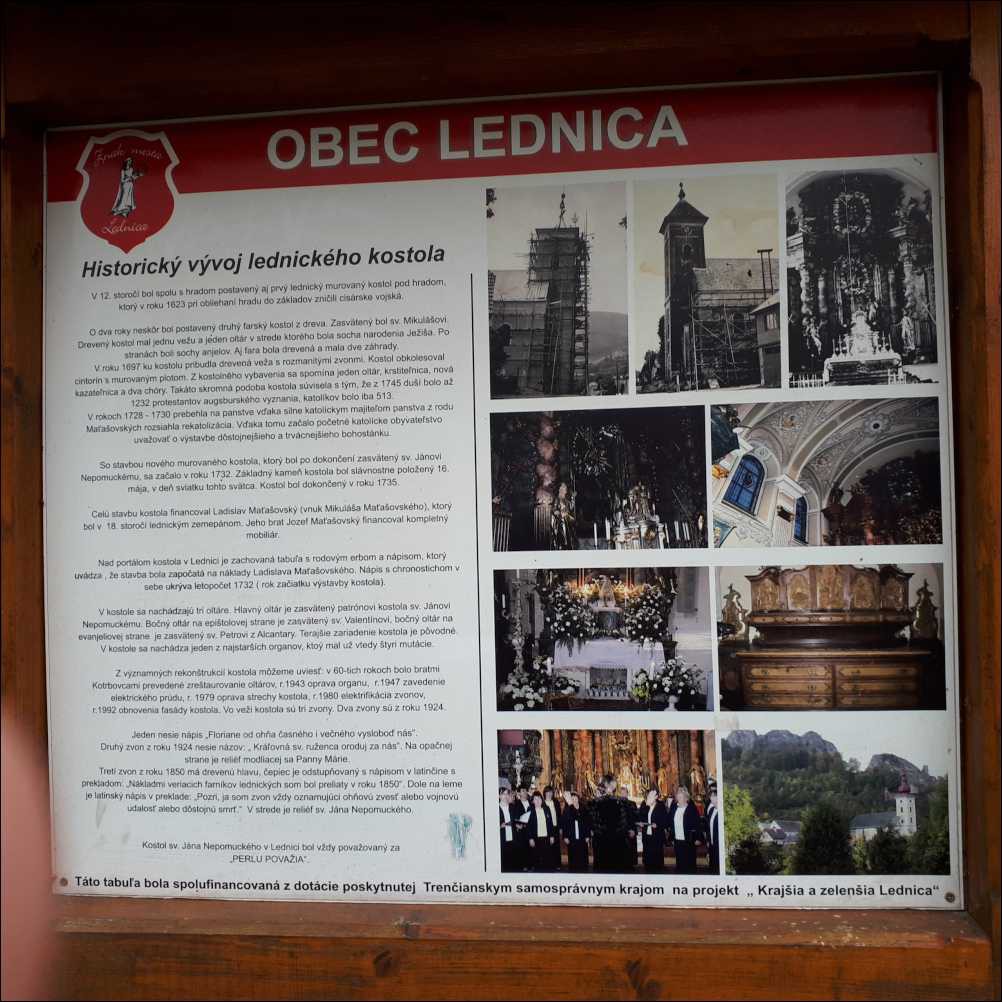 OBEC LEDNICA
Znak mesta
Lednice
Historický vývoj lednického kostola
V 12. storočí bol spolu s hradom postavený aj prvý lednický murovaný kostol pod hradom,
ktorý v roku 1623 pri obliehaní hradu do základov zničili cisárske vojská.
O dva roky neskôr bol postavený druhý farský kostol z dreva. Zasvätený bol sv. Mikulášovi.
Drevený kostol mal jednu vežu a jeden oltár v strede ktorého bola socha narodenia Ježiša. Po
stranách boli sochy anjelov. Aj fara bola drevená a mala dve záhrady.
V roku 1697 ku kostolu pribudla drevená veža s rozmanitými zvonmi. Kostol obkolesoval
cintorín s murovaným plotom. Z kostolného vybavenia sa spomína jeden oltár, krstiteľnica, nová
kazateľnica a dva chóry. Takáto skromná podoba kostola súvisela s tým, že z 1745 duší bolo až
1232 protestantov augsburského vyznania, katolíkov bolo iba 513.
V rokoch 1728 - 1730 prebehla na panstve vďaka silne katolíckym majiteľom panstva z rodu
Maťašovských rozsiahla rekatolizácia. Vďaka tomu začalo početné katolícke obyvateľstvo
uvažovať o výstavbe dôstojnejšieho a trvácnejšieho bohostánku.
So stavbou nového murovaného kostola, ktorý bol po dokončení zasvätený sv. Jánovi
Nepomuckému, sa začalo v roku 1732. Základný kameň kostola bol slávnostne položený 16.
mája, v deň sviatku tohto svätca. Kostol bol dokončený v roku 1735.
Celú stavbu kostola financoval Ladislav Maťašovský (vnuk Mikuláša Maťašovského), ktorý
bol v 18. storočí lednickým zemepánom. Jeho brat Jozef Maťašovský financoval kompletný
mobiliár.
Nad portálom kostola v Lednici je zachovaná tabuľa s rodovým erbom a nápisom, ktorý
uvádza , že stavba bola započatá na náklady Ladislava Maťašovského. Nápis s chronostichom v
sebe ukrýva letopočet 1732 ( rok začiatku výstavby kostola).
V kostole sa nachádzajú tri oltáre. Hlavný oltár je zasvätený patrónovi kostola sv. Jánovi
Nepomuckému. Bočný oltár na epištolovej strane je zasvätený sv. Valentínovi, bočný oltár na
evanjeliovej strane je zasvätený sv. Petrovi z Alcantary. Terajšie zariadenie kostola je pôvodné.
V kostole sa nachádza jeden z najstarších organov, ktoý mal už vtedy štyri mutácie.
Z významných rekonštrukcií kostola môžeme uviesť: v 60-tich rokoch bolo bratmi
Kotrbovcami prevedené zreštaurovanie oltárov, r.1943 oprava organu, r.1947 zavedenie
elektrického prúdu, r. 1979 oprava strechy kostola, r.1980 elektrifikácia zvonov,
r.1992 obnovenia fasády kostola. Vo veži kostola sú tri zvony. Dva zvony sú z roku 1924.
Jeden nesie nápis „Floriane od ohňa časného i večného vysloboď nás".
Druhý zvon z roku 1924 nesie názov: „ Kráľovná sv. ruženca oroduj za nás". Na opačnej
strane je reliéf modliacej sa Panny Márie.
Tretí zvon z roku 1850 má drevenú hlavu, čepiec je odstupňovaný s nápisom v latinčine s
prekladom: „Nákladmi veriacich farníkov lednických som bol preliaty v roku 1850". Dole na leme
je latinský nápis v preklade: „Pozri, ja som zvon vždy oznamujúci ohňovú zvesť alebo vojnovú
udalosť alebo dôstojnú smrť." V strede je reliéf sv. Jána Nepomuckého.
Kostol sv. Jána Nepomuckého v Lednici bol vždy považovaný za
„PERLU POVAŽIA".
Táto tabuľa bola spolufinancovaná z dotácie poskytnutej Trenčianskym samosprávnym krajom na projekt „ Krajšia a zelenšia Lednica"